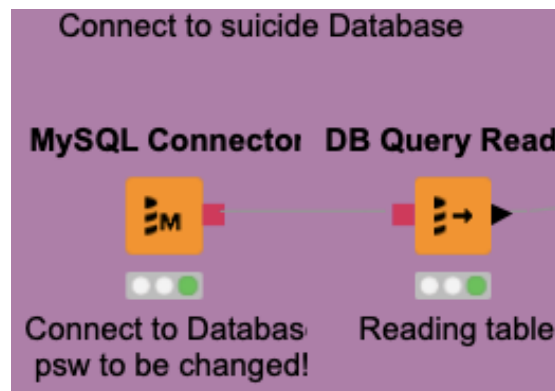 Connect to suicide Database
MySQL Connector DB Query Read
M
Connect to Databas
psw to be changed!
Reading table